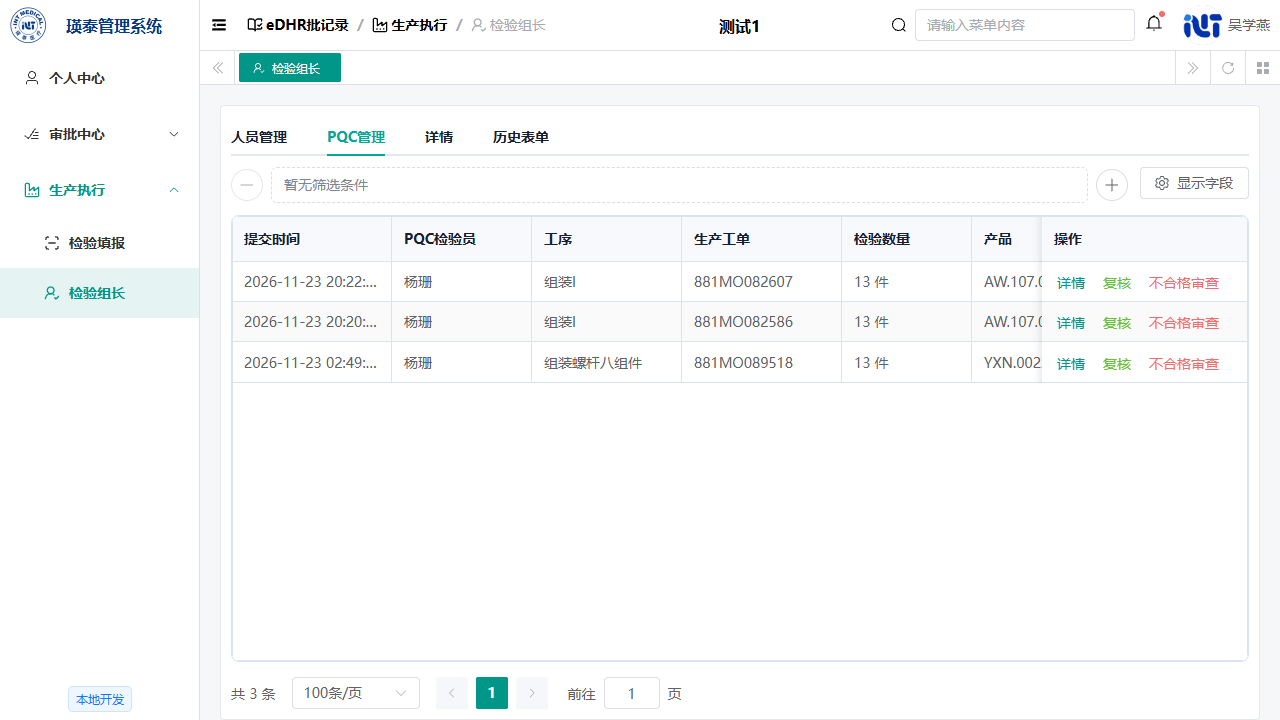 瑛泰管理系统
eDHR批记录 / 生产执行 / 检验组长
测试1
请输入菜单内容
吴学燕
个人中心
审批中心
生产执行
检验填报
检验组长
本地开发
检验组长
人员管理 PQC管理 详情 历史表单
暂无筛选条件
显示字段
提交时间 PQC检验员 工序 生产工单 检验数量 产品 操作
2026-11-23 20:22:... 杨珊 组装Ⅰ 881MO082607 13 件 AW.107.0 详情 复核 不合格审查
2026-11-23 20:20:... 杨珊 组装Ⅰ 881MO082586 13 件 AW.107.0 详情 复核 不合格审查
2026-11-23 02:49:... 杨珊 组装螺杆八组件 881MO089518 13 件 YXN.002 详情 复核 不合格审查
共 3 条 100条/页 1 前往 1 页